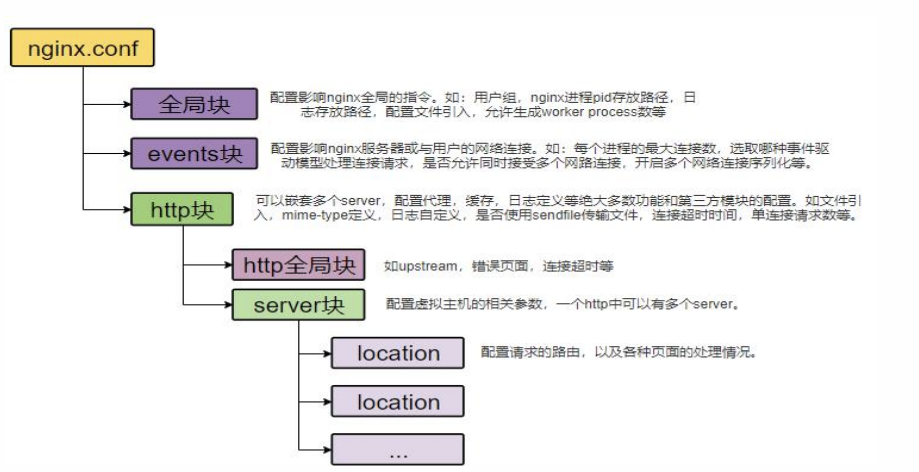 nginx.conf
全局块
配置影响nginx全局的指令。如：用户组，nginx进程pid存放路径，日
志存放路径，配置文件引入，允许生成worker process数等
events块
配置影响nginx服务器或与用户的网络连接。如：每个进程的最大连接数，选取哪种事件驱
动模型处理连接请求，是否允许同时接受多个网路连接，开启多个网络连接序列化等。
http块
可以嵌套多个server，配置代理，缓存，日志定义等绝大多数功能和第三方模块的配置。如文件引
入，mime-type定义，日志自定义，是否使用sendfile传输文件，连接超时时间，单连接请求数等。
http全局块
如upstream，错误页面，连接超时等
server块
配置虚拟主机的相关参数，一个http中可以有多个server。
location
配置请求的路由，以及各种页面的处理情况。
location
...